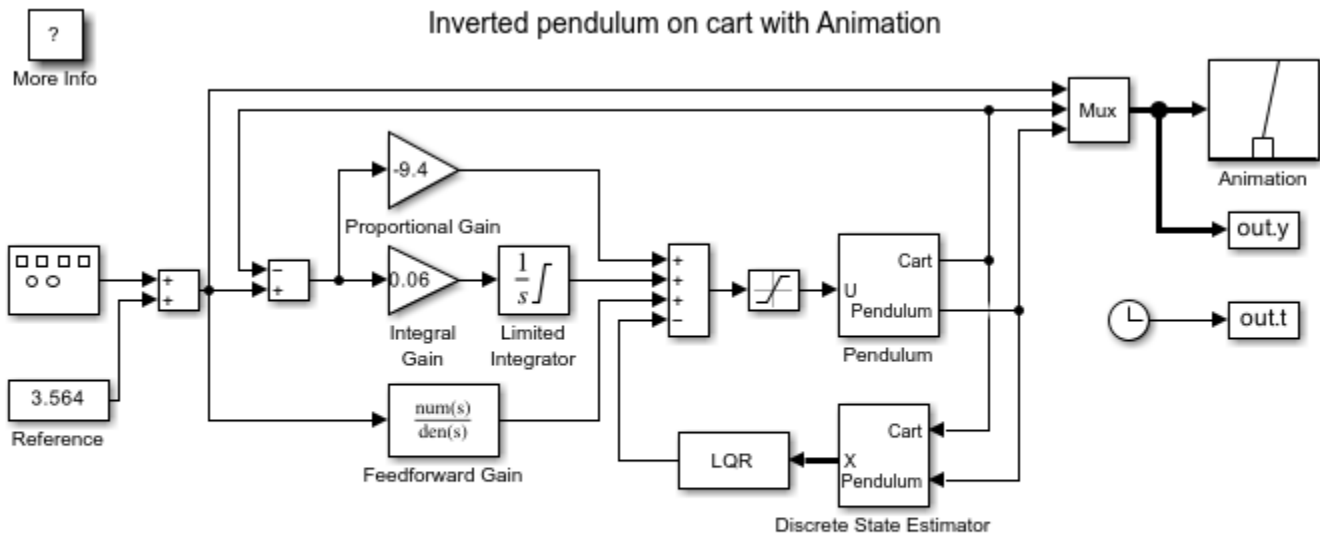 Inverted pendulum on cart with Animation
?
More Info
Mux
Animation
-9.4
Proportional Gain
out.y
+
+
−
+
0.06
Integral
Gain
1
s
Limited
Integrator
+
+
+
−
Cart
U
Pendulum
Pendulum
out.t
3.564
Reference
num(s)
den(s)
Feedforward Gain
LQR
Cart
X
Pendulum
Discrete State Estimator